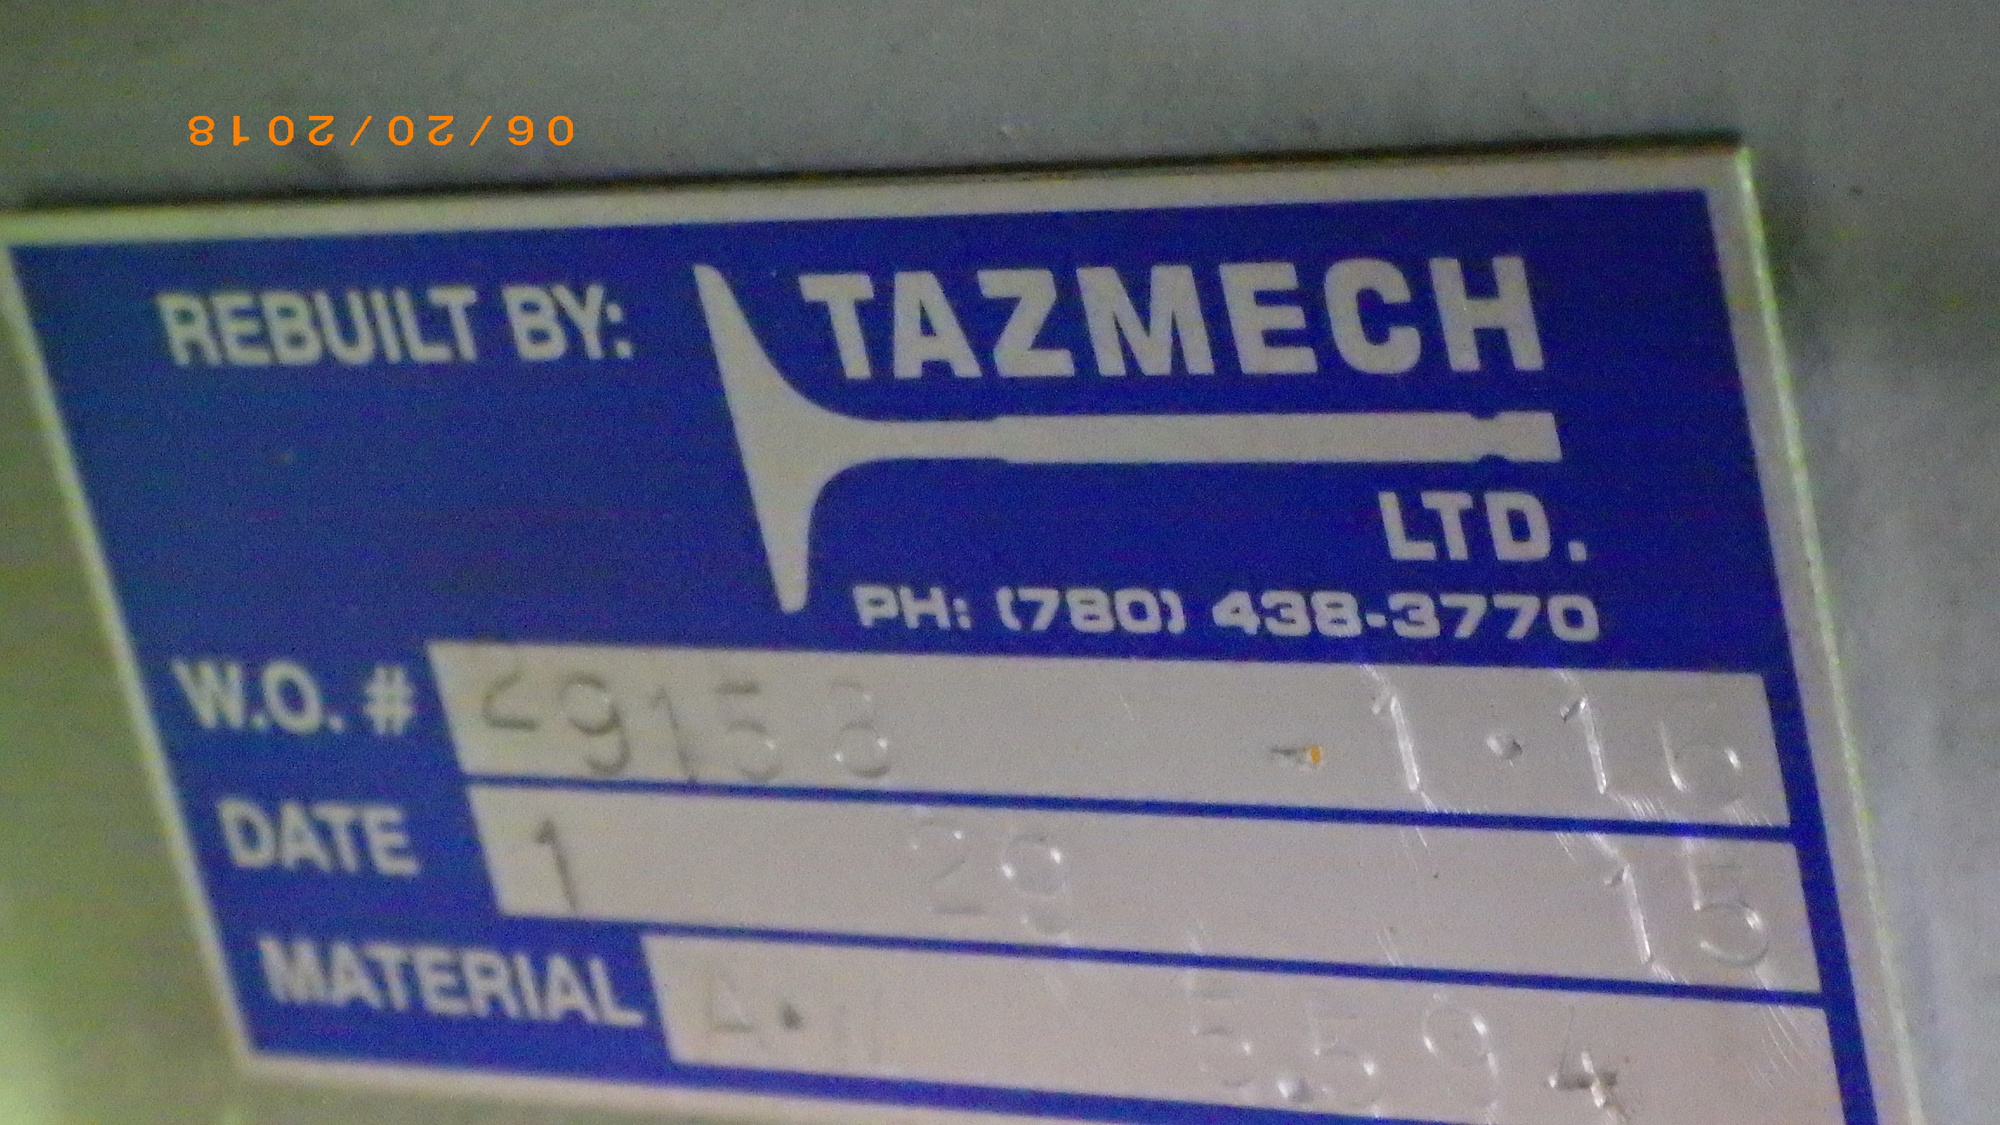 06/20/2018
REBUILT BY: TAZMECH
LTD.
PH: (780) 438-3770
W.O. # 29158 - 1.16
DATE 1 29 15
MATERIAL 5594